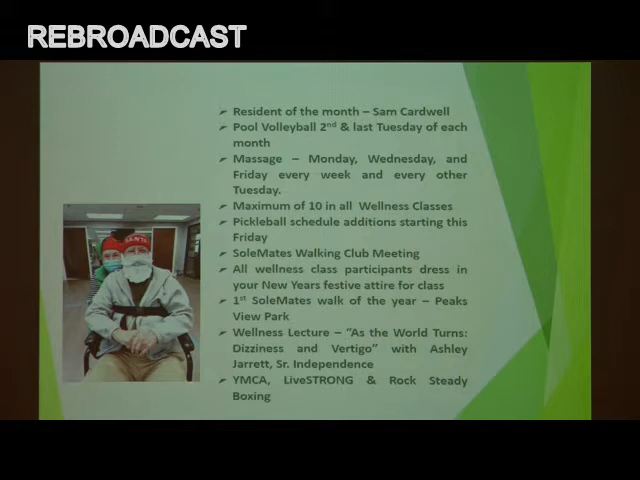 REBROADCAST
Resident of the month – Sam Cardwell
Pool Volleyball 2nd & last Tuesday of each
month
Massage – Monday, Wednesday, and
Friday every week and every other
Tuesday.
Maximum of 10 in all Wellness Classes
Pickleball schedule additions starting this
Friday
SoleMates Walking Club Meeting
All wellness class participants dress in
your New Years festive attire for class
1st SoleMates walk of the year – Peaks
View Park
Wellness Lecture – "As the World Turns:
Dizziness and Vertigo" with Ashley
Jarrett, Sr. Independence
YMCA, LiveSTRONG & Rock Steady
Boxing
SANTA